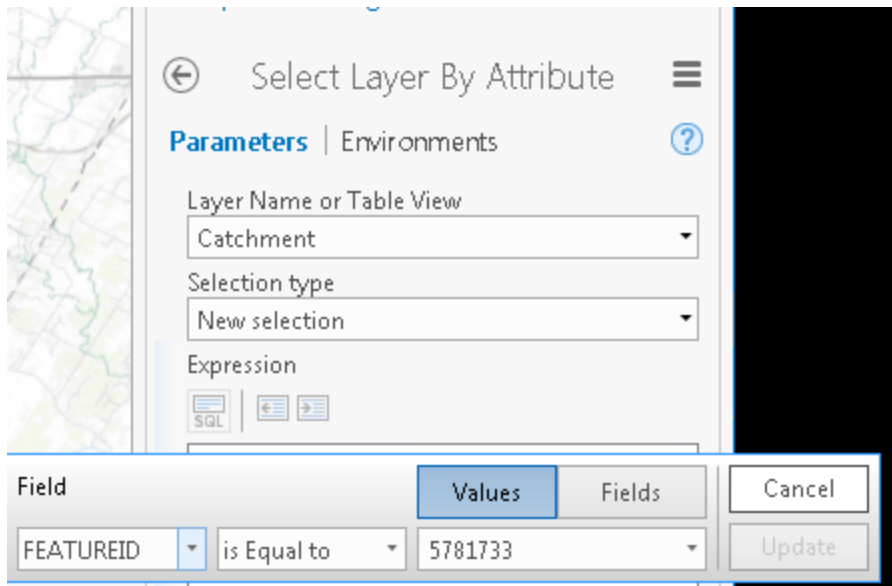 Select Layer By Attribute
Parameters | Environments
?
Layer Name or Table View
Catchment
Selection type
New selection
Expression
SQL
Field Values Fields Cancel
FEATUREID is Equal to 5781733 Update